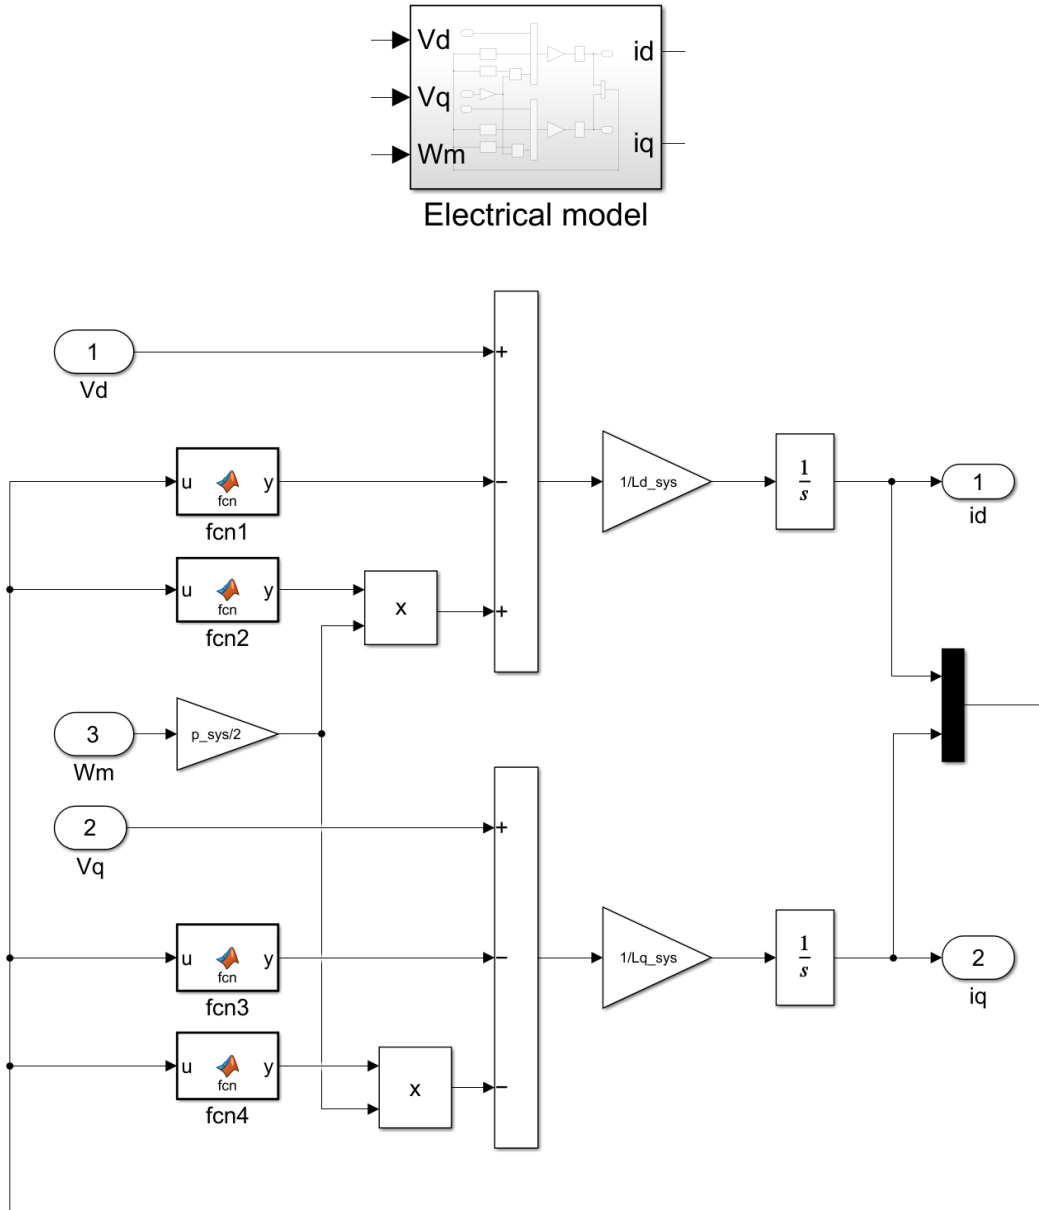 Vd
id
Vq
iq
Wm
Electrical model
1
Vd
+
u
fcn
y
fcn1
−
1/Ld_sys
1
s
1
id
u
fcn
y
fcn2
x
+
3
Wm
p_sys/2
2
Vq
+
u
fcn
y
fcn3
−
1/Lq_sys
1
s
2
iq
u
fcn
y
fcn4
x
−